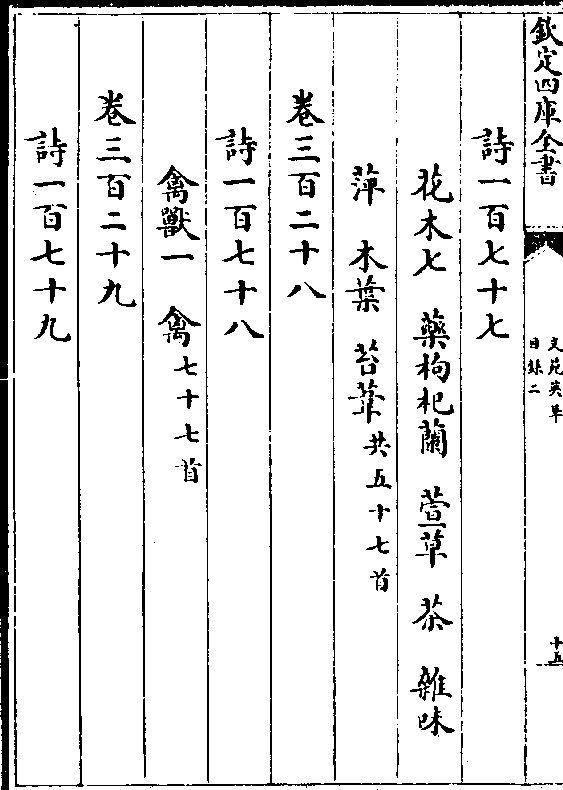 欽定四庫全書
文苑英華
目錄二
十五
詩一百七十七
花木七　藥枸杞蘭　萱草　茶　雜味
萍　木葉　苔葦共五十七首
卷三百二十八
詩一百七十八
禽獸一　禽七十七首
卷三百二十九
詩一百七十九